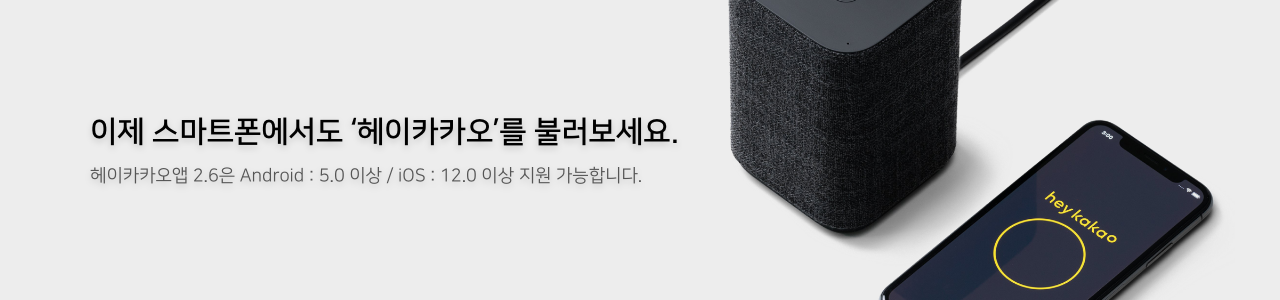 이제 스마트폰에서도 ‘헤이카카오’를 불러보세요.
헤이카카오앱 2.6은 Android : 5.0 이상 / iOS : 12.0 이상 지원 가능합니다.
5:00
hey kakao